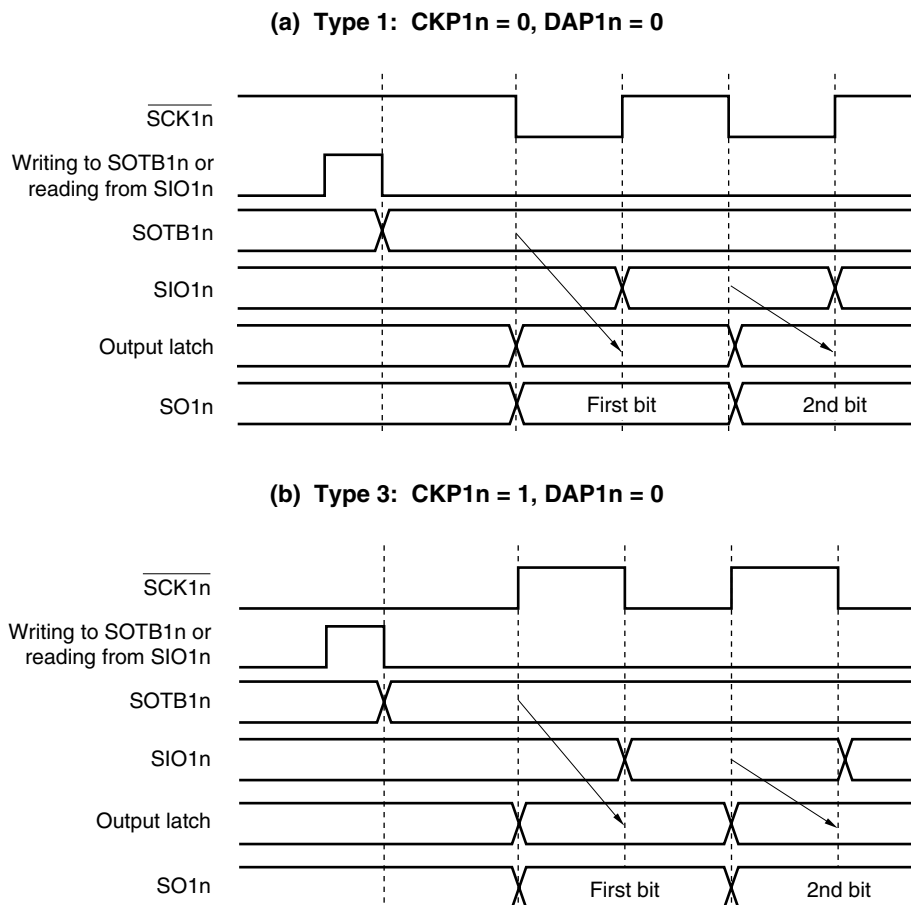 (a) Type 1: CKP1n = 0, DAP1n = 0
SCK1n
Writing to SOTB1n or
reading from SIO1n
SOTB1n
SIO1n
Output latch
SO1n
First bit
2nd bit
(b) Type 3: CKP1n = 1, DAP1n = 0
SCK1n
Writing to SOTB1n or
reading from SIO1n
SOTB1n
SIO1n
Output latch
SO1n
First bit
2nd bit